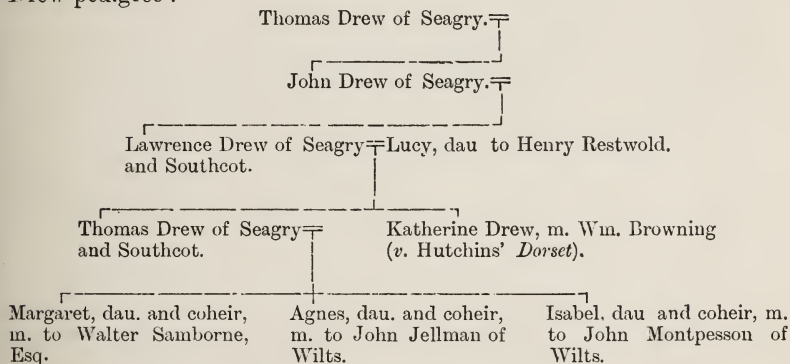 Drew pedigree :
Thomas Drew of Seagry.
John Drew of Seagry.
Lawrence Drew of Seagry
and Southcot.
Lucy, dau to Henry Restwold.
Thomas Drew of Seagry
and Southcot.
Katherine Drew, m. Wm. Browning
(v. Hutchins' Dorset).
Margaret, dau. and coheir,
m. to Walter Samborne,
Esq.
Agnes, dau. and coheir,
m. to John Jellman of
Wilts.
Isabel. dau and coheir, m.
to John Montpesson of
Wilts.